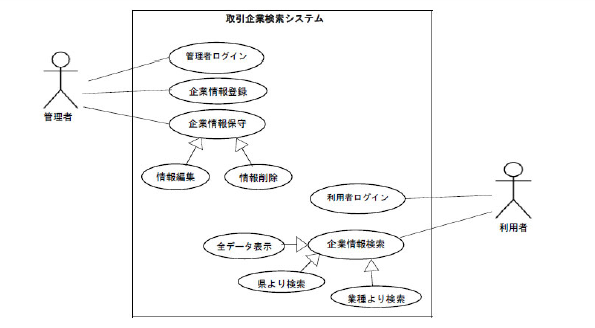 取引企業検索システム
管理者ログイン
企業情報登録
管理者
企業情報保守
情報編集
情報削除
利用者ログイン
利用者
全データ表示
企業情報検索
県より検索
業種より検索